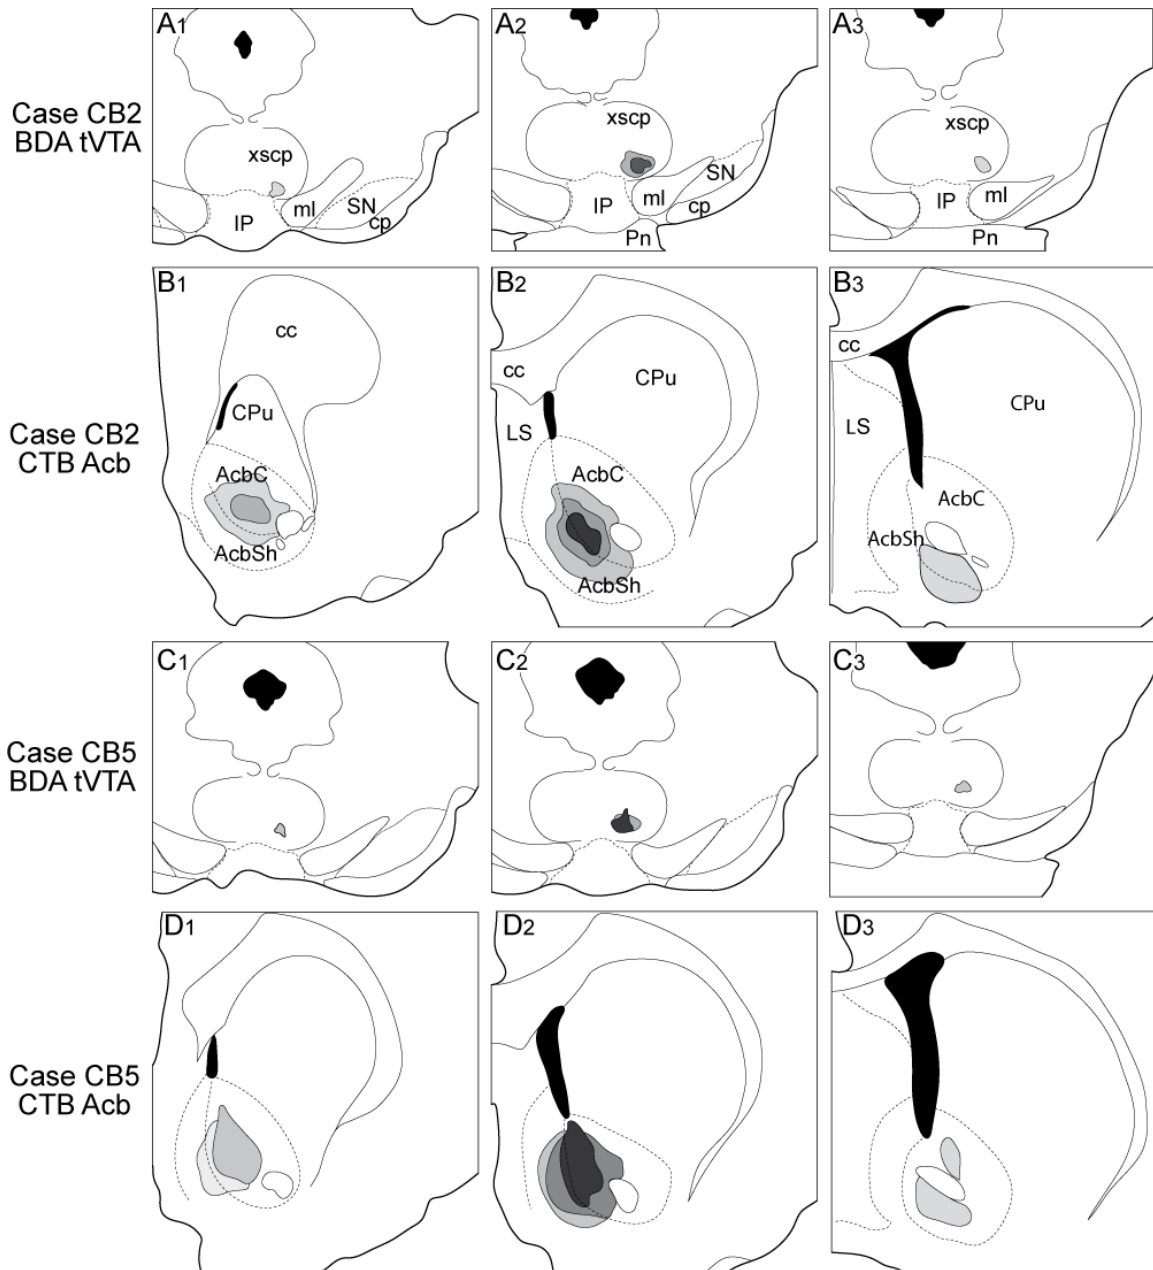 A1
A2
A3
Case CB2
BDA tVTA
xscp
IP
ml
SN
cp
xscp
IP
ml
SN
cp
Pn
xscp
IP
ml
Pn
B1
B2
B3
Case CB2
CTB Acb
cc
CPu
AcbC
AcbSh
cc
CPu
LS
AcbC
AcbSh
cc
CPu
LS
AcbC
AcbSh
C1
C2
C3
Case CB5
BDA tVTA
D1
D2
D3
Case CB5
CTB Acb